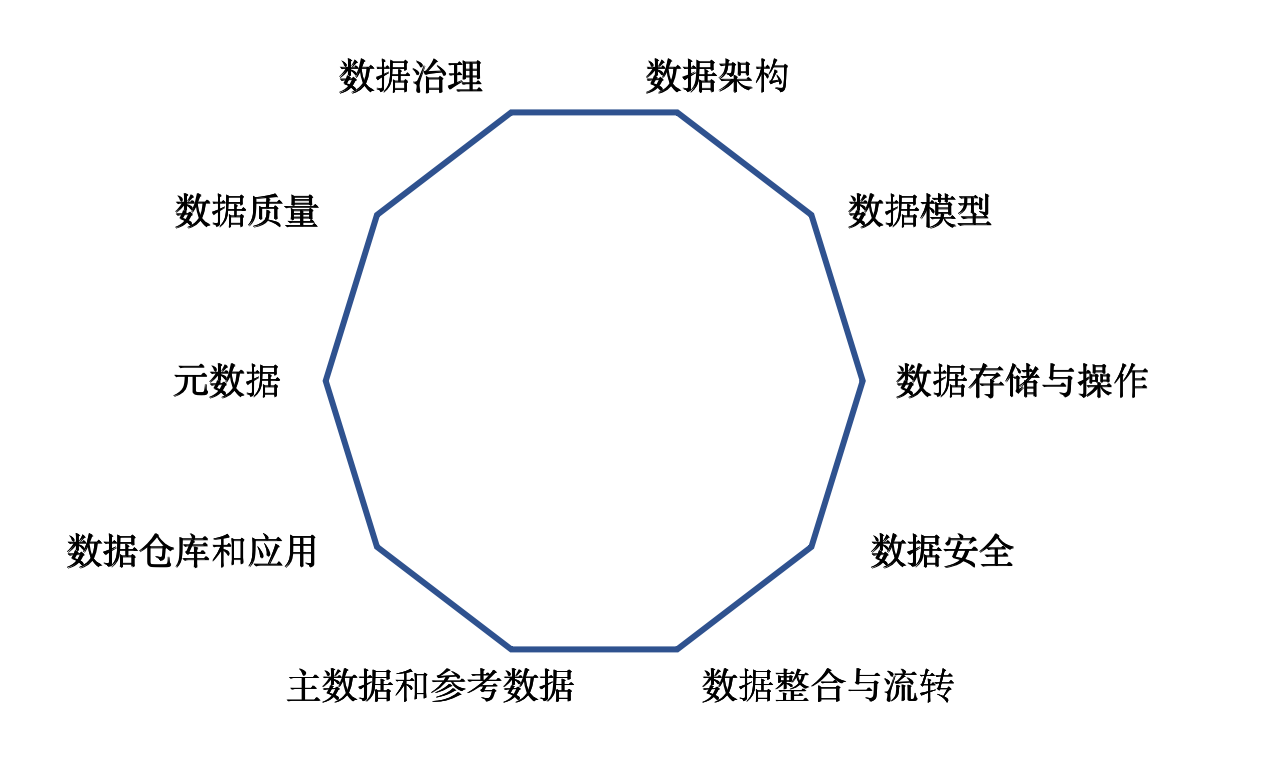 数据治理
数据架构
数据质量
数据模型
元数据
数据存储与操作
数据仓库和应用
数据安全
主数据和参考数据
数据整合与流转